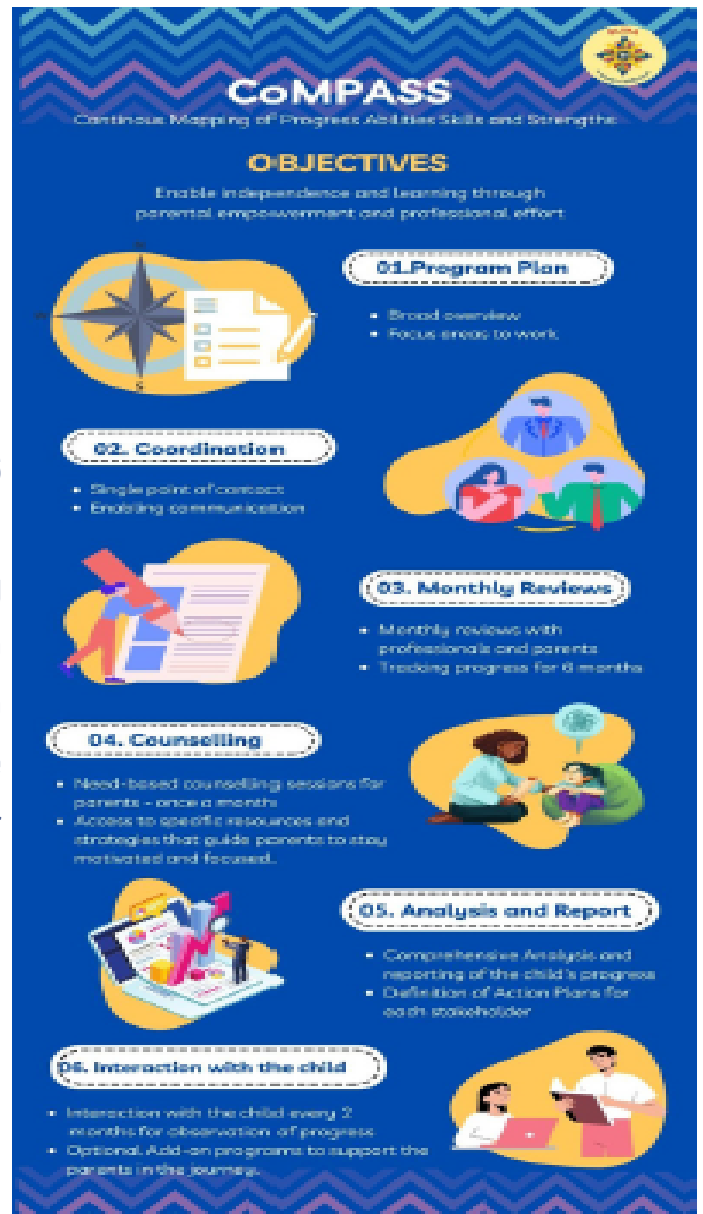 CoMPASS
Continous Mapping of Progress Abilities Skills and Strengths
OBJECTIVES
Enable independence and learning through
parental empowerment and professional effort
N
W
S
01.Program Plan
• Broad overview
• Focus areas to work
02. Coordination
• Single point of contact
• Enabling communication
03. Monthly Reviews
• Monthly reviews with
professionals and parents
• Tracking progress for 6 months
04. Counselling
• Need-based counselling sessions for
parents - once a month
• Access to specific resources and
strategies that guide parents to stay
motivated and focused.
05. Analysis and Report
• Comprehensive Analysis and
reporting of the child's progress
• Definition of Action Plans for
each stakeholder
06. Interaction with the child
• Interaction with the child every 2
months for observation of progress
• Optional Add-on programs to support the
parents in the journey.